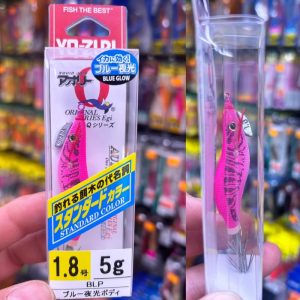 FISH THE BEST
YO-ZURI
イカに効く!
ブルー夜光
BLUE GLOW
アオリー
Q
ORIGINAL
SERIES Egi
Qシリーズ
釣れる餌木の代名詞
スタンダードカラー
STANDARD COLOR
1.8号
5g
BLP
ブルー夜光ボディ